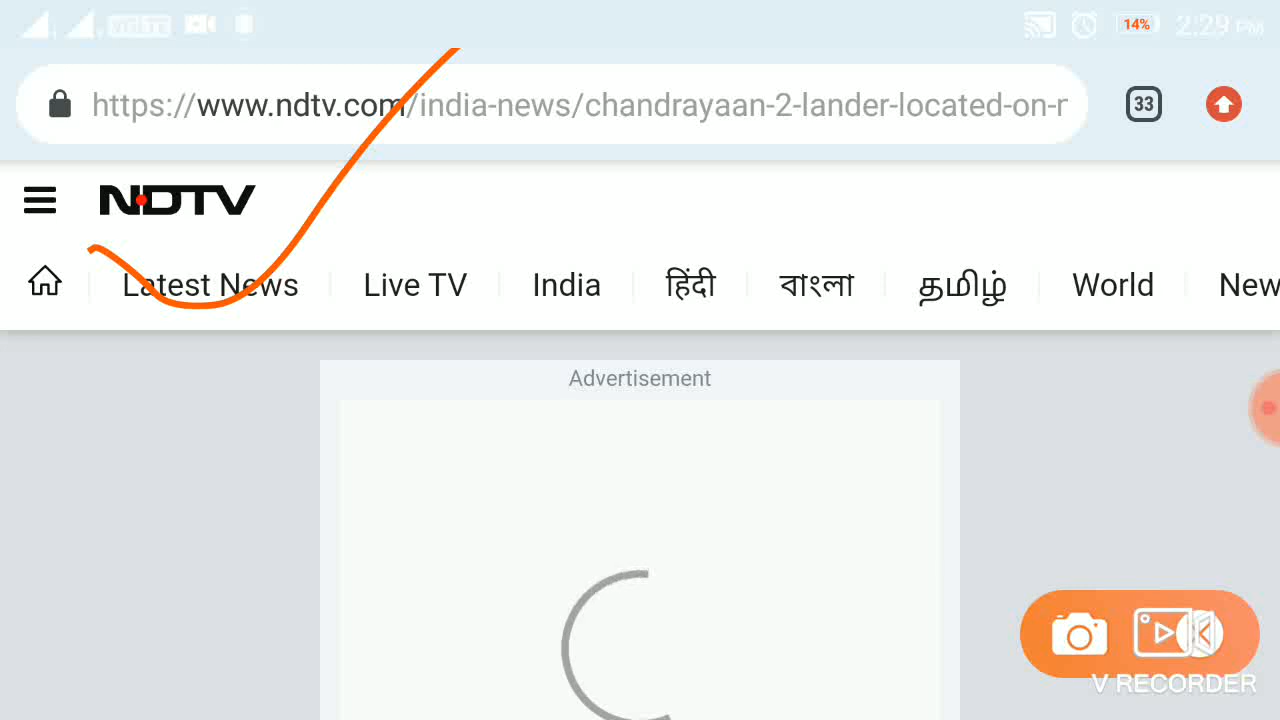 14% 2:29 PM
https://www.ndtv.com/india-news/chandrayaan-2-lander-located-on-r 33
NDTV
Latest News Live TV India हिंदी বাংলা தமிழ் World New
Advertisement
V RECORDER